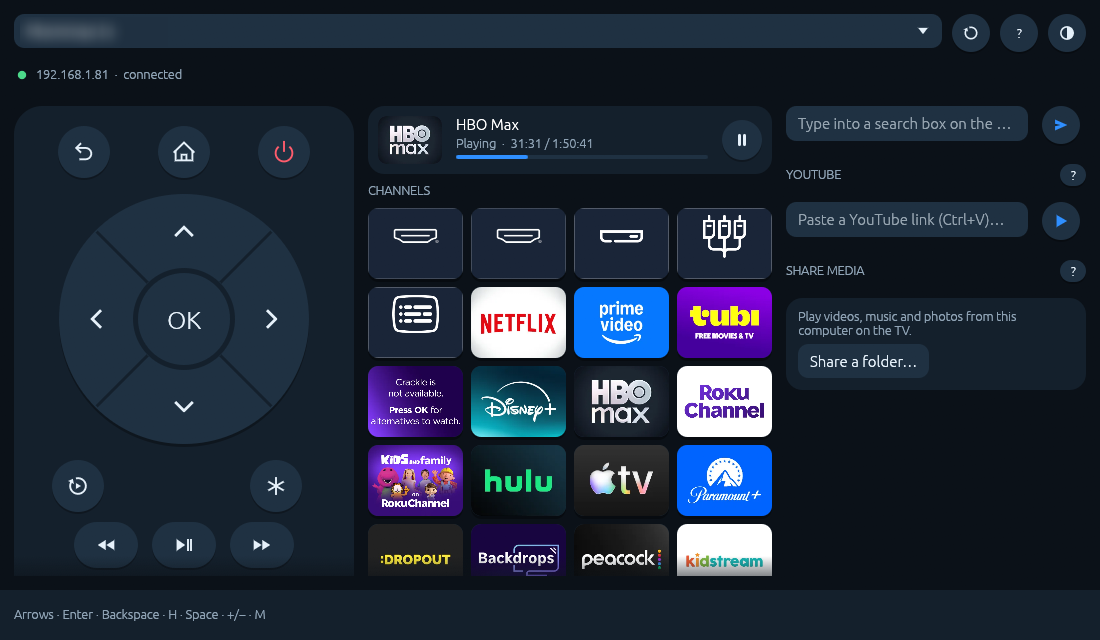 ?
192.168.1.81 · connected
HBO max
HBO Max
Playing · 31:31 / 1:50:41
CHANNELS
OK
NETFLIX
prime video
tubi
FREE MOVIES & TV
Crackle is
not available.
Press OK for
alternatives to watch.
Disney+
HBO max
Roku Channel
KIDS AND family
ON
Roku Channel
hulu
tv
Paramount+
:DROPOUT
Backdrops
peacock
kidstream
Type into a search box on the …
YOUTUBE
?
Paste a YouTube link (Ctrl+V)…
SHARE MEDIA
?
Play videos, music and photos from this
computer on the TV.
Share a folder…
Arrows · Enter · Backspace · H · Space · +/− · M